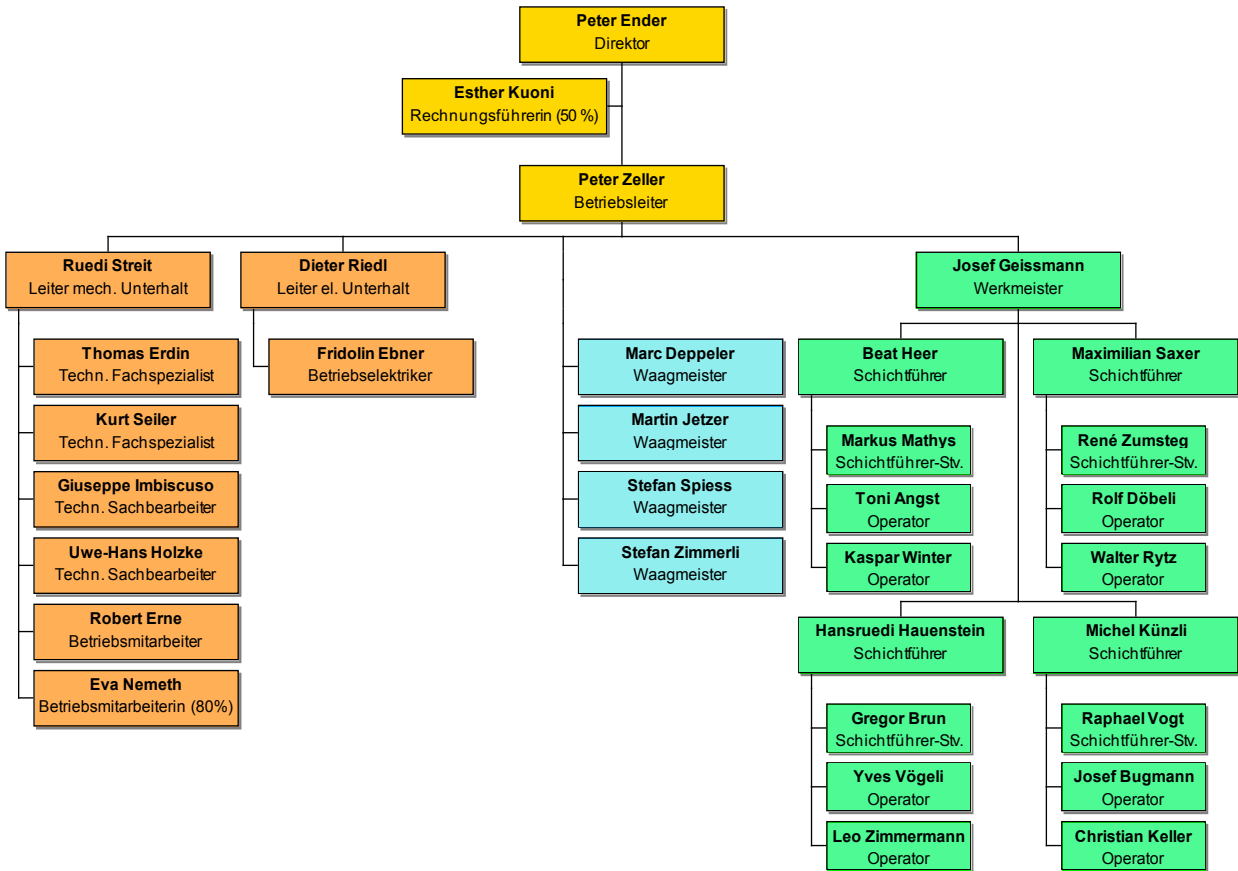 Peter Ender
Direktor
Esther Kuoni
Rechnungsführerin (50 %)
Peter Zeller
Betriebsleiter
Ruedi Streit
Leiter mech. Unterhalt
Thomas Erdin
Techn. Fachspezialist
Kurt Seiler
Techn. Fachspezialist
Giuseppe Imbiscuso
Techn. Sachbearbeiter
Uwe-Hans Holzke
Techn. Sachbearbeiter
Robert Erne
Betriebsmitarbeiter
Eva Nemeth
Betriebsmitarbeiterin (80%)
Dieter Riedl
Leiter el. Unterhalt
Fridolin Ebner
Betriebselektriker
Marc Deppeler
Waagmeister
Martin Jetzer
Waagmeister
Stefan Spiess
Waagmeister
Stefan Zimmerli
Waagmeister
Josef Geissmann
Werkmeister
Beat Heer
Schichtführer
Markus Mathys
Schichtführer-Stv.
Toni Angst
Operator
Kaspar Winter
Operator
Maximilian Saxer
Schichtführer
René Zumsteg
Schichtführer-Stv.
Rolf Döbeli
Operator
Walter Rytz
Operator
Hansruedi Hauenstein
Schichtführer
Gregor Brun
Schichtführer-Stv.
Yves Vögeli
Operator
Leo Zimmermann
Operator
Michel Künzli
Schichtführer
Raphael Vogt
Schichtführer-Stv.
Josef Bugmann
Operator
Christian Keller
Operator